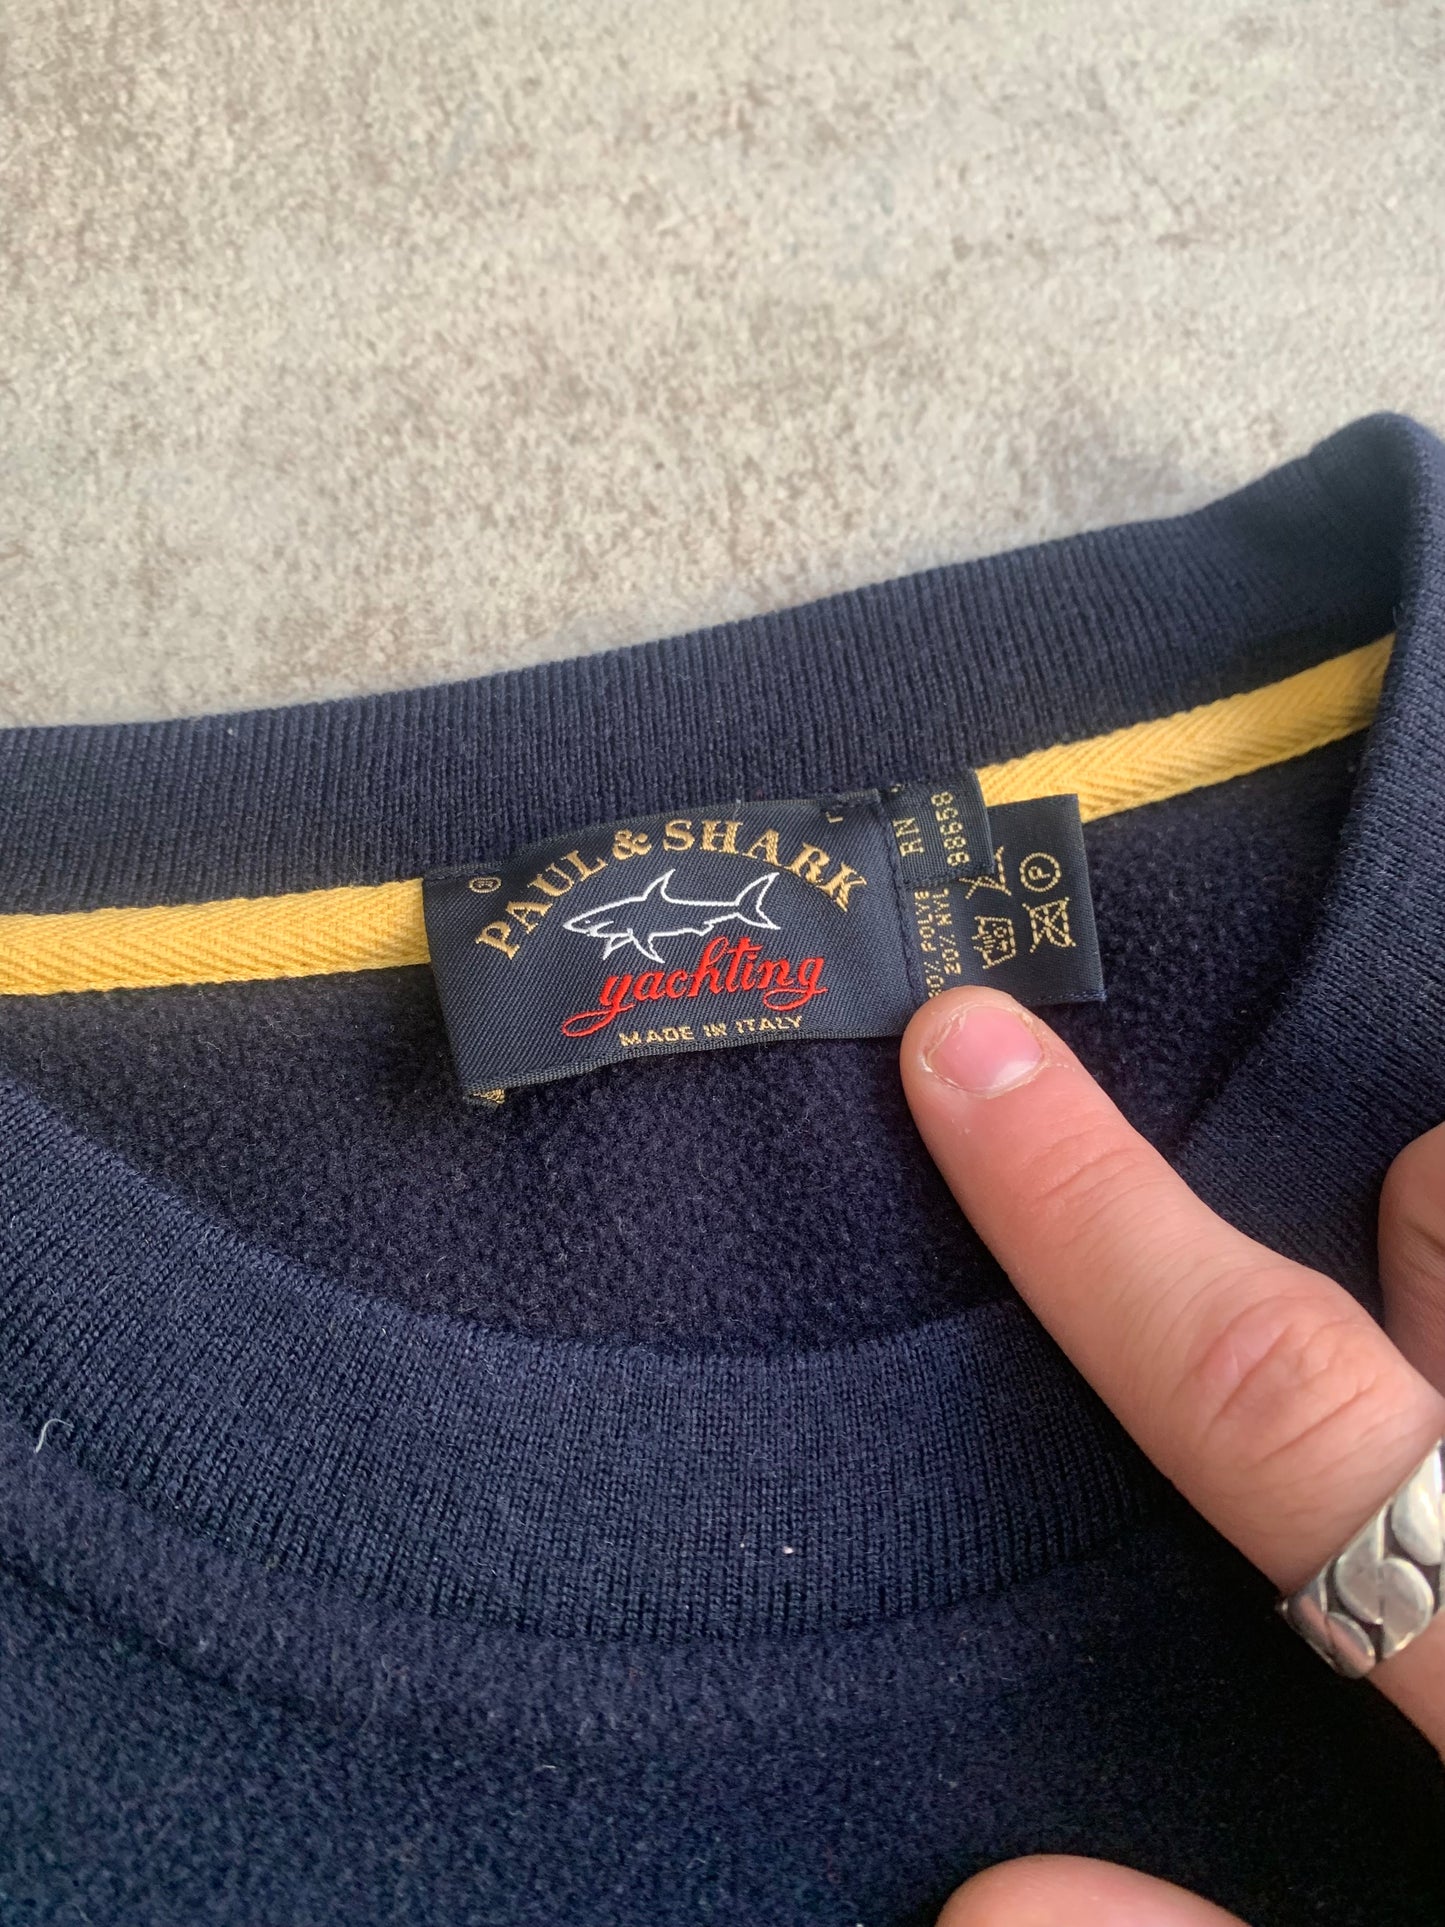 ®
PAUL & SHARK
yachting
MADE IN ITALY
RN
88658
POLYE
20% NYL
P